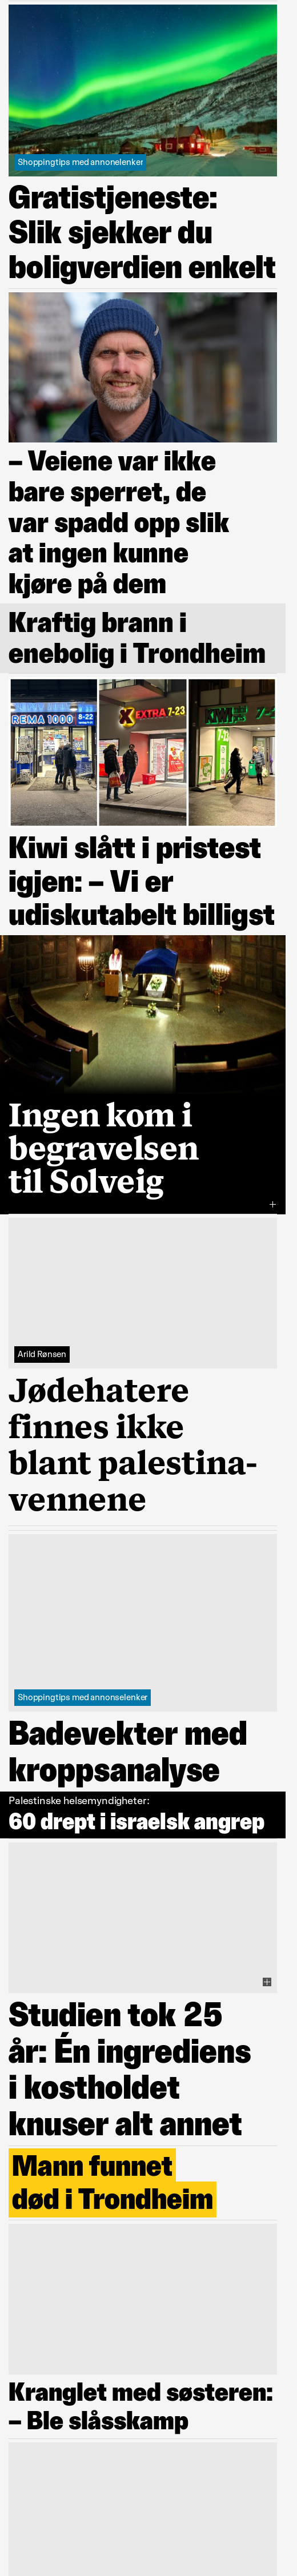 Shoppingtips med annonelenker
Gratistjeneste:
Slik sjekker du
boligverdien enkelt
– Veiene var ikke
bare sperret, de
var spadd opp slik
at ingen kunne
kjøre på dem
Kraftig brann i
enebolig i Trondheim
REMA 1000 8-22
X EXTRA 7-23
KIWI 7-2
Kiwi slått i pristest
igjen: – Vi er
udiskutabelt billigst
Ingen kom i
begravelsen
til Solveig
Arild Rønsen
Jødehatere
finnes ikke
blant palestina-
vennene
Shoppingtips med annonselenker
Badevekter med
kroppsanalyse
Palestinske helsemyndigheter:
60 drept i israelsk angrep
Studien tok 25
år: Én ingrediens
i kostholdet
knuser alt annet
Mann funnet
død i Trondheim
Kranglet med søsteren:
– Ble slåsskamp